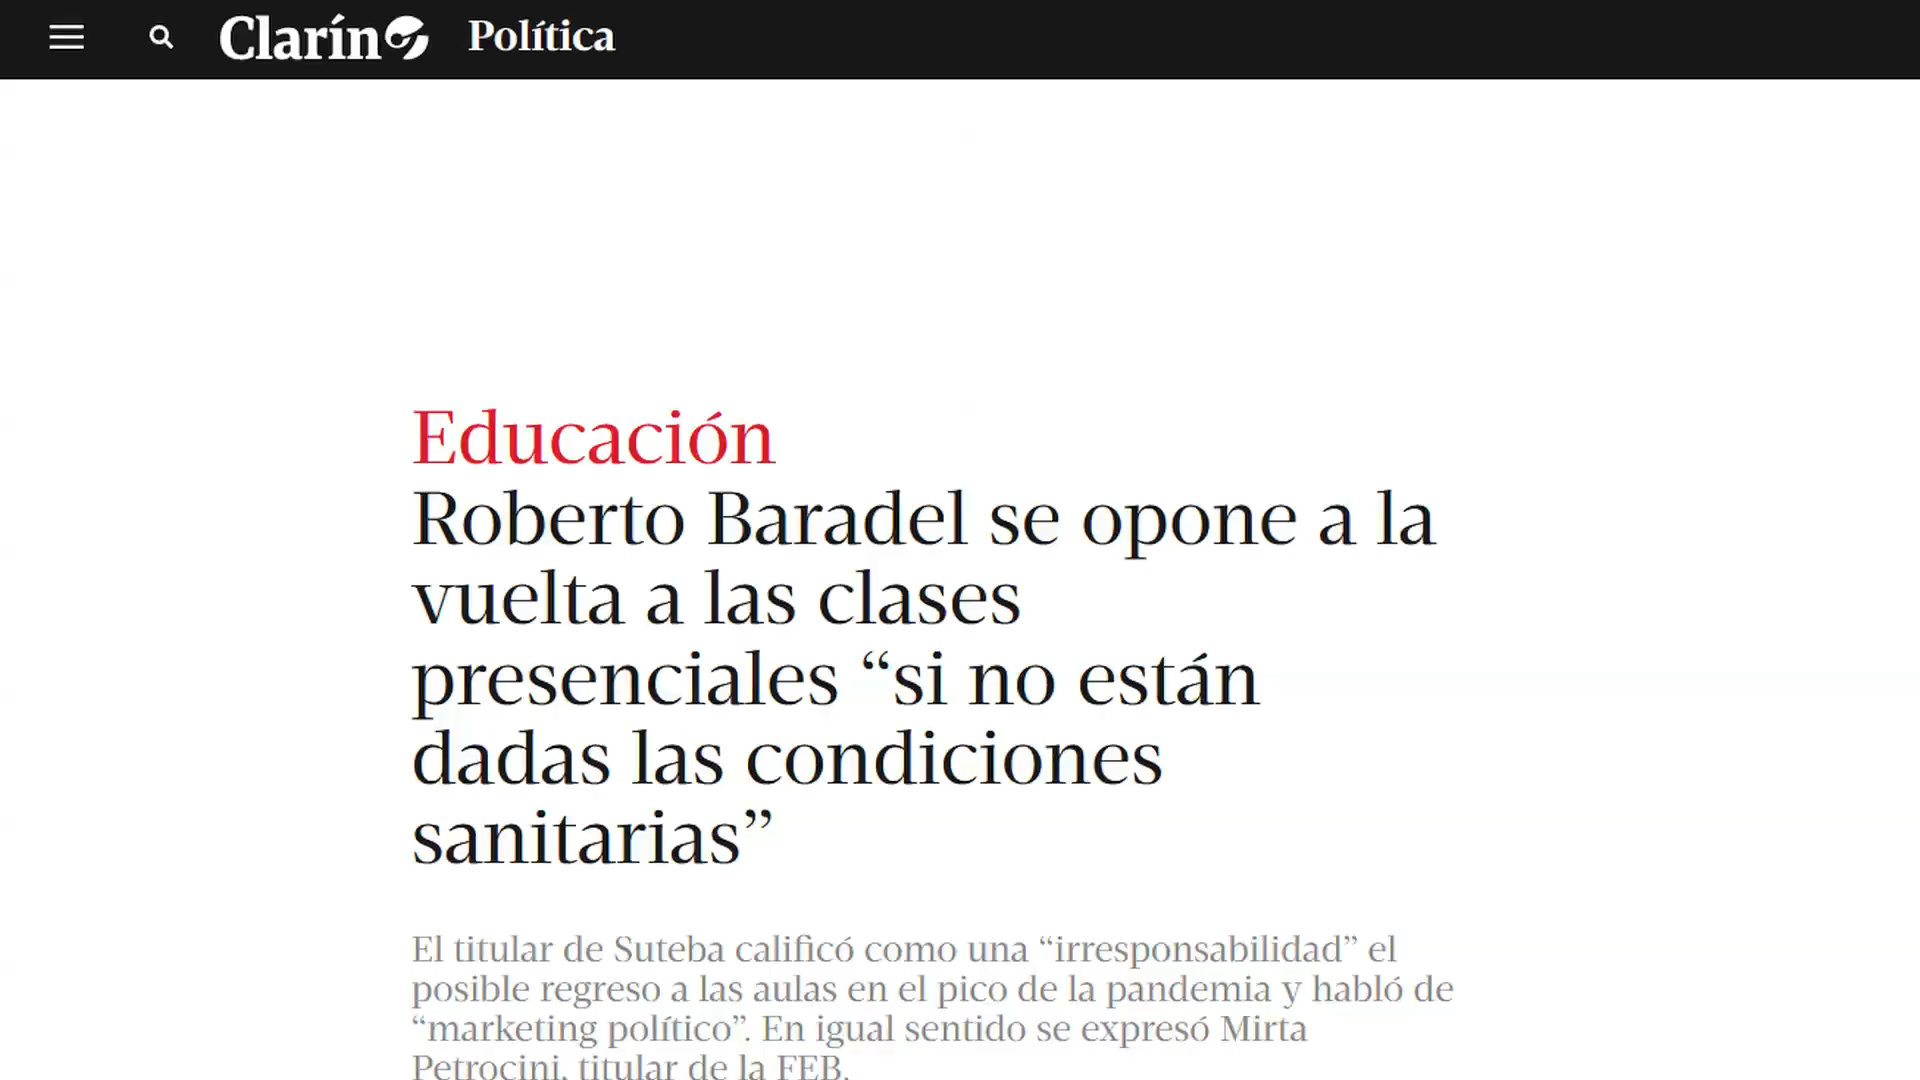 Clarín Política
Educación
Roberto Baradel se opone a la
vuelta a las clases
presenciales “si no están
dadas las condiciones
sanitarias”
El titular de Suteba calificó como una “irresponsabilidad” el
posible regreso a las aulas en el pico de la pandemia y habló de
“marketing político”. En igual sentido se expresó Mirta
Petrocini, titular de la FEB.